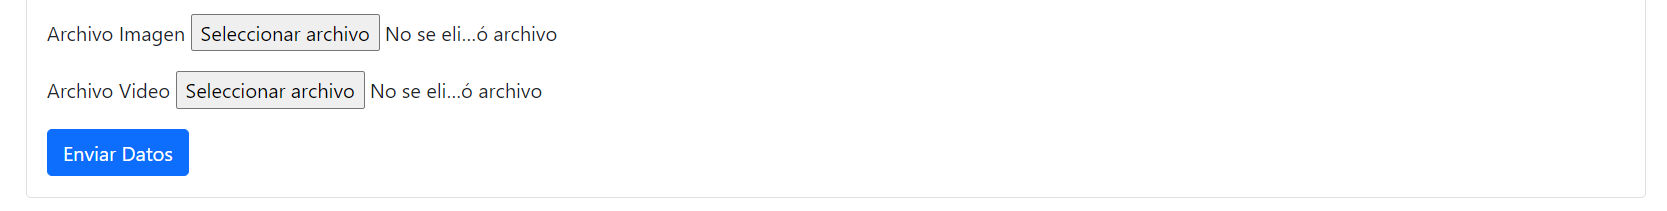 Archivo Imagen Seleccionar archivo No se eli...ó archivo
Archivo Video Seleccionar archivo No se eli...ó archivo
Enviar Datos